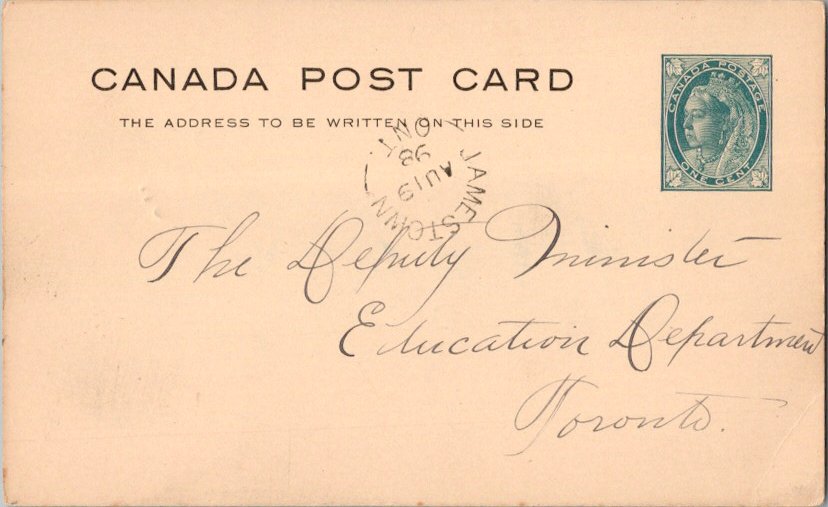 CANADA POST CARD
THE ADDRESS TO BE WRITTEN ON THIS SIDE
CANADA POSTAGE
ONE CENT
JAMESTOWN
ONT
AU 19
98
The Deputy Minister
Education Department
Toronto.